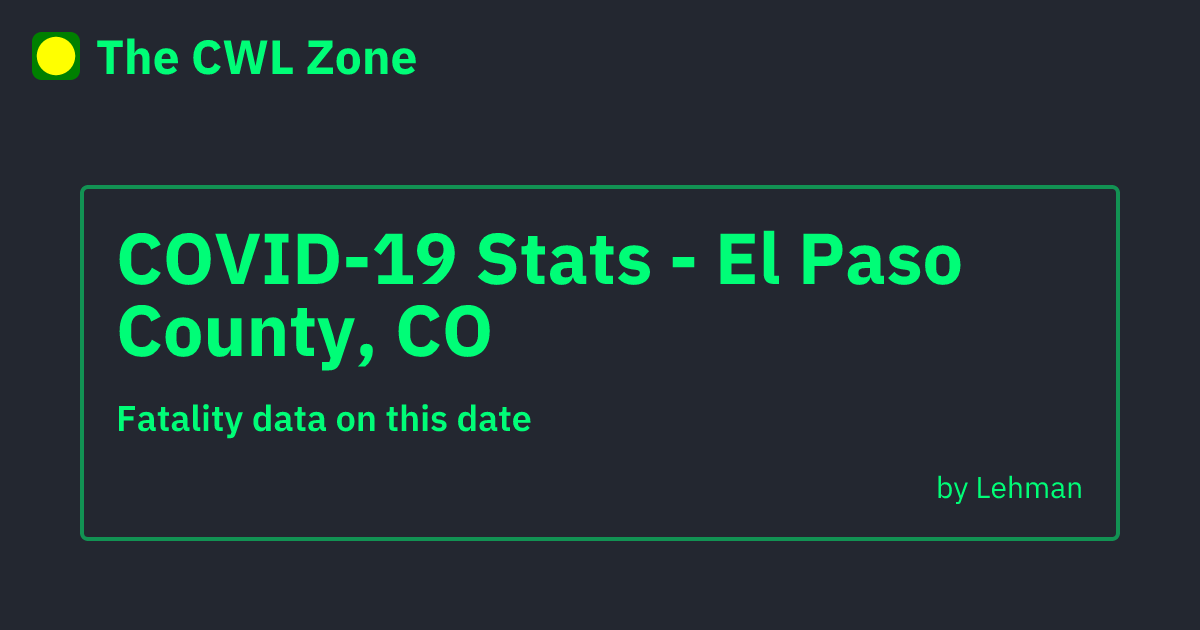 The CWL Zone
COVID-19 Stats - El Paso
County, CO
Fatality data on this date
by Lehman